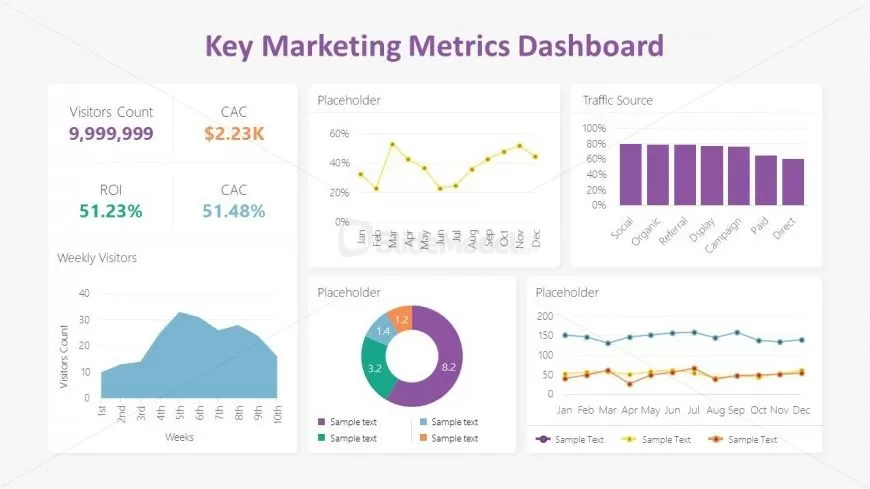 Key Marketing Metrics Dashboard
Visitors Count
9,999,999
CAC
$2.23K
ROI
51.23%
CAC
51.48%
Weekly Visitors
Visitors Count
40
30
20
10
0
1st 2nd 3rd 4th 5th 6th 7th 8th 9th 10th
Weeks
Placeholder
60%
40%
20%
0%
Jan Feb Mar Apr May Jun Jul Aug Sep Oct Nov Dec
Traffic Source
100%
80%
60%
40%
20%
0%
Social Organic Referral Dsplay Campaign Paid Direct
Placeholder
8.2
3.2
1.4
1.2
Sample text Sample text
Sample text Sample text
Placeholder
200
150
100
50
0
Jan Feb Mar Apr May Jun Jul Aug Sep Oct Nov Dec
Sample Text Sample Text Sample Text